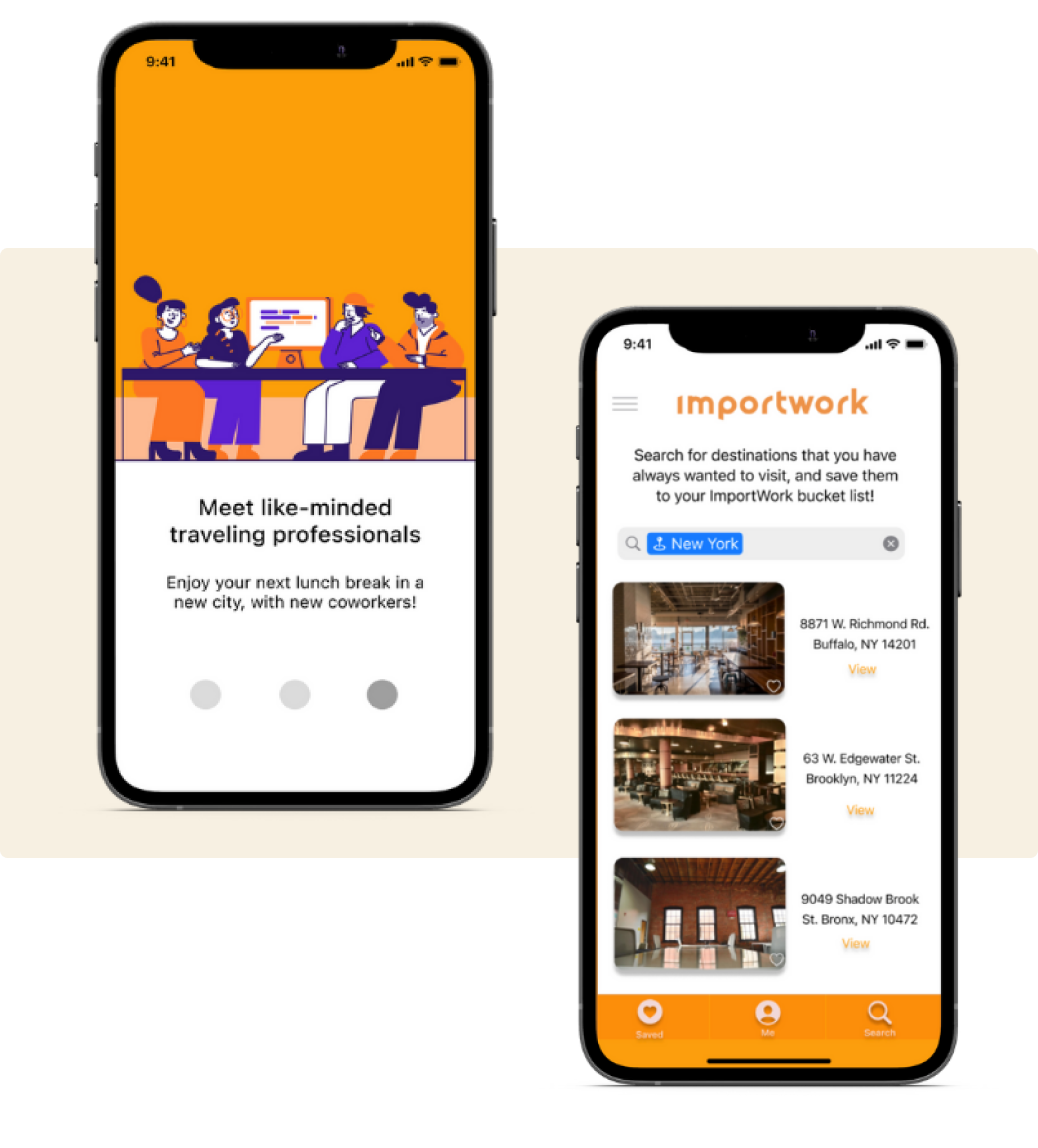 9:41
Meet like-minded
traveling professionals
Enjoy your next lunch break in a
new city, with new coworkers!
9:41
importwork
Search for destinations that you have
always wanted to visit, and save them
to your ImportWork bucket list!
New York
8871 W. Richmond Rd.
Buffalo, NY 14201
View
63 W. Edgewater St.
Brooklyn, NY 11224
View
9049 Shadow Brook
St. Bronx, NY 10472
View
Saved
Me
Search